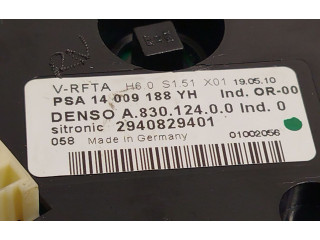 V-RFTA H6.0 S1.51 X01 19.05.10
PSA 14 009 188 YH Ind. OR-00
DENSO A.830.124.0.0 Ind. 0
sitronic 2940829401
058 Made in Germany 01002056